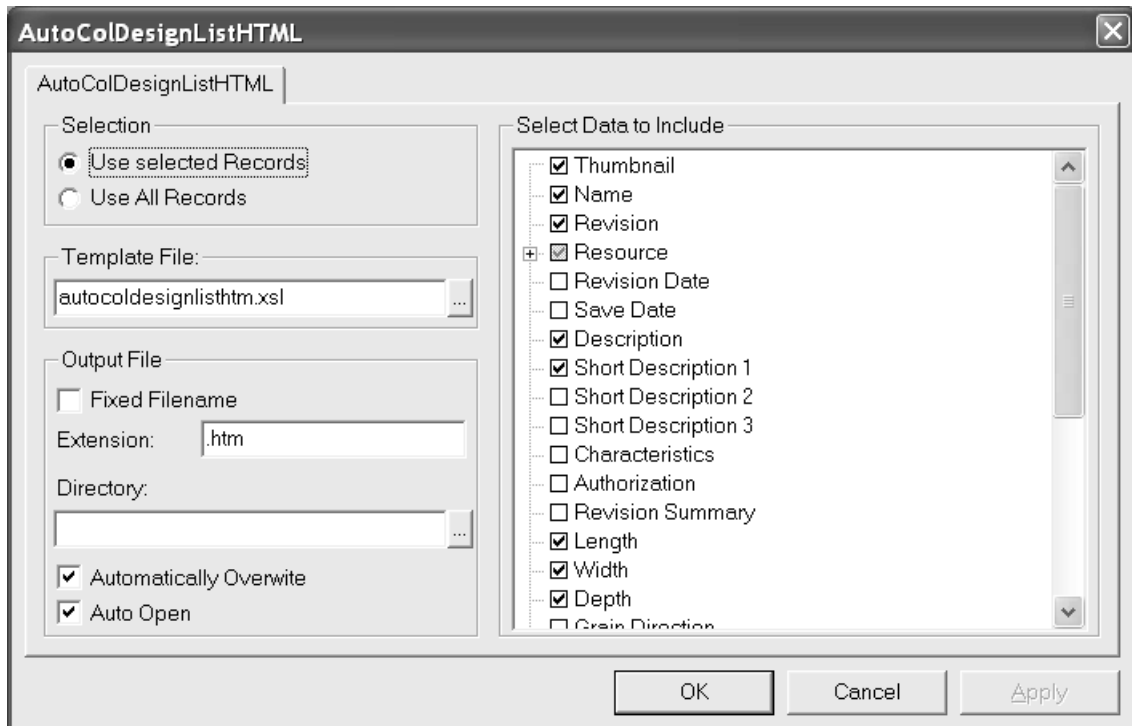 AutoColDesignListHTML
AutoColDesignListHTML
Selection
Use selected Records
Use All Records
Template File:
autocoldesignlisthtm.xsl
...
Output File
Fixed Filename
Extension:
.htm
Directory:
...
Automatically Overwite
Auto Open
Select Data to Include
Thumbnail
Name
Revision
Resource
Revision Date
Save Date
Description
Short Description 1
Short Description 2
Short Description 3
Characteristics
Authorization
Revision Summary
Length
Width
Depth
Grain Direction
OK
Cancel
Apply